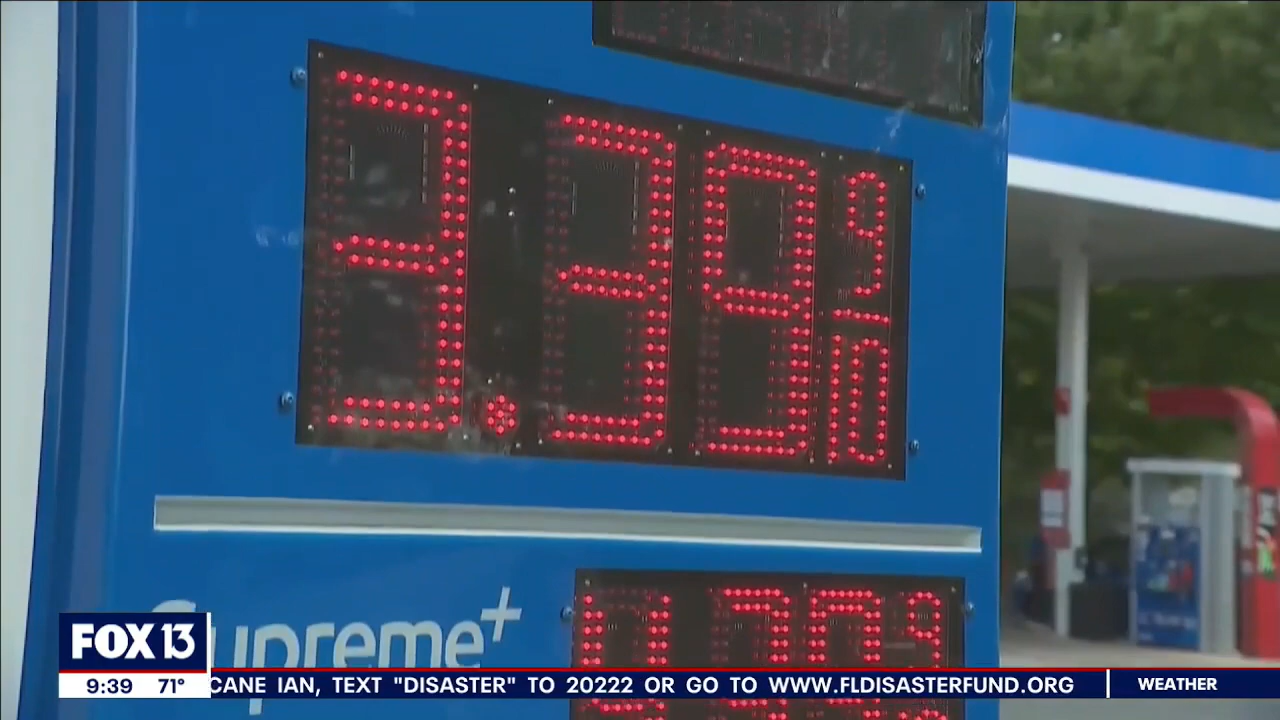 3.39 9/10
Supreme+
FOX 13
9:39 71°
CANE IAN, TEXT "DISASTER" TO 20222 OR GO TO WWW.FLDISASTERFUND.ORG
WEATHER